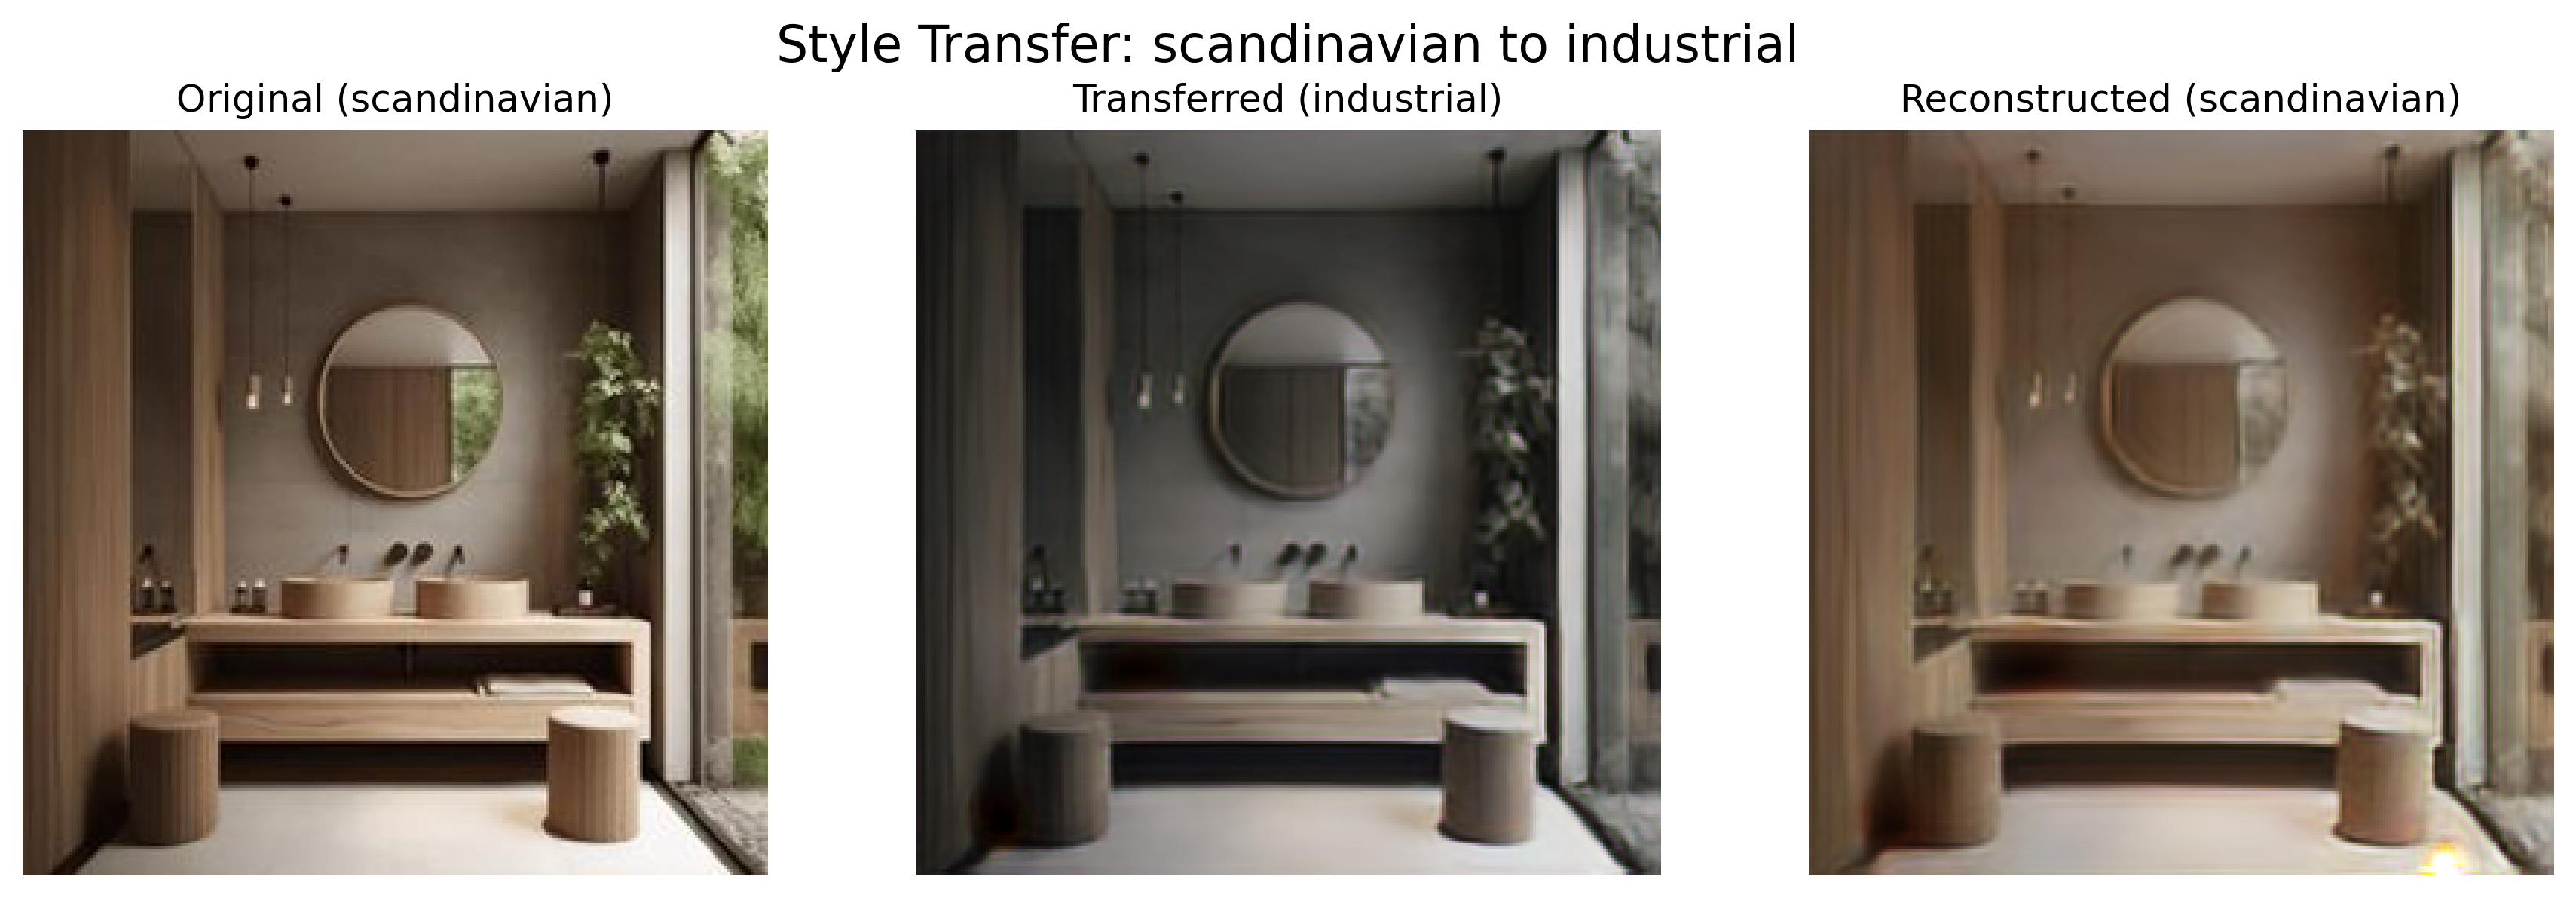 Style Transfer: scandinavian to industrial
Original (scandinavian)
Transferred (industrial)
Reconstructed (scandinavian)